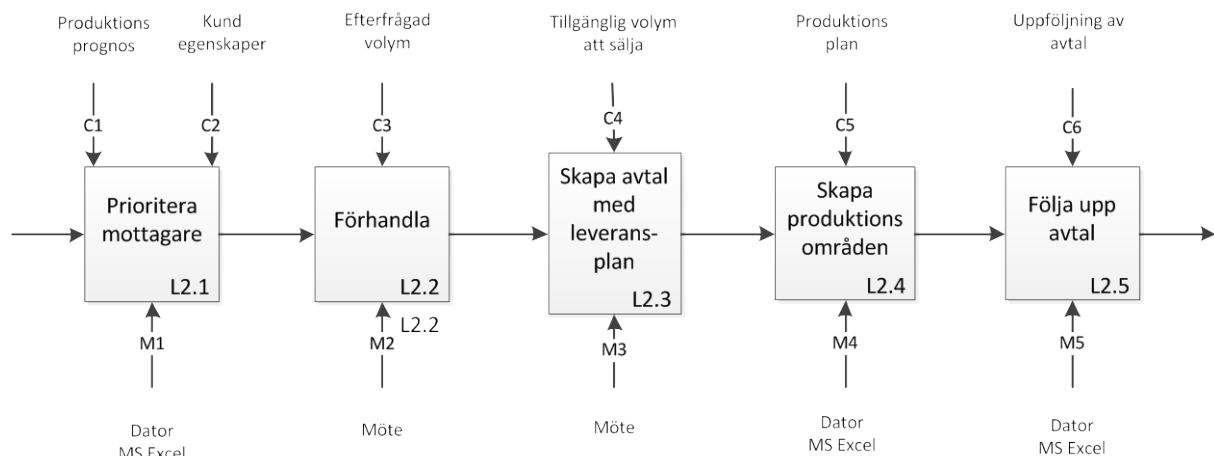 Produktions
prognos
Kund
egenskaper
Efterfrågad
volym
Tillgänglig volym
att sälja
Produktions
plan
Uppföljning av
avtal
C1
C2
C3
C4
C5
C6
Prioritera
mottagare
L2.1
Förhandla
L2.2
L2.2
Skapa avtal
med
leverans-
plan
L2.3
Skapa
produktions
områden
L2.4
Följa upp
avtal
L2.5
M1
M2
M3
M4
M5
Dator
MS Excel
Möte
Möte
Dator
MS Excel
Dator
MS Excel